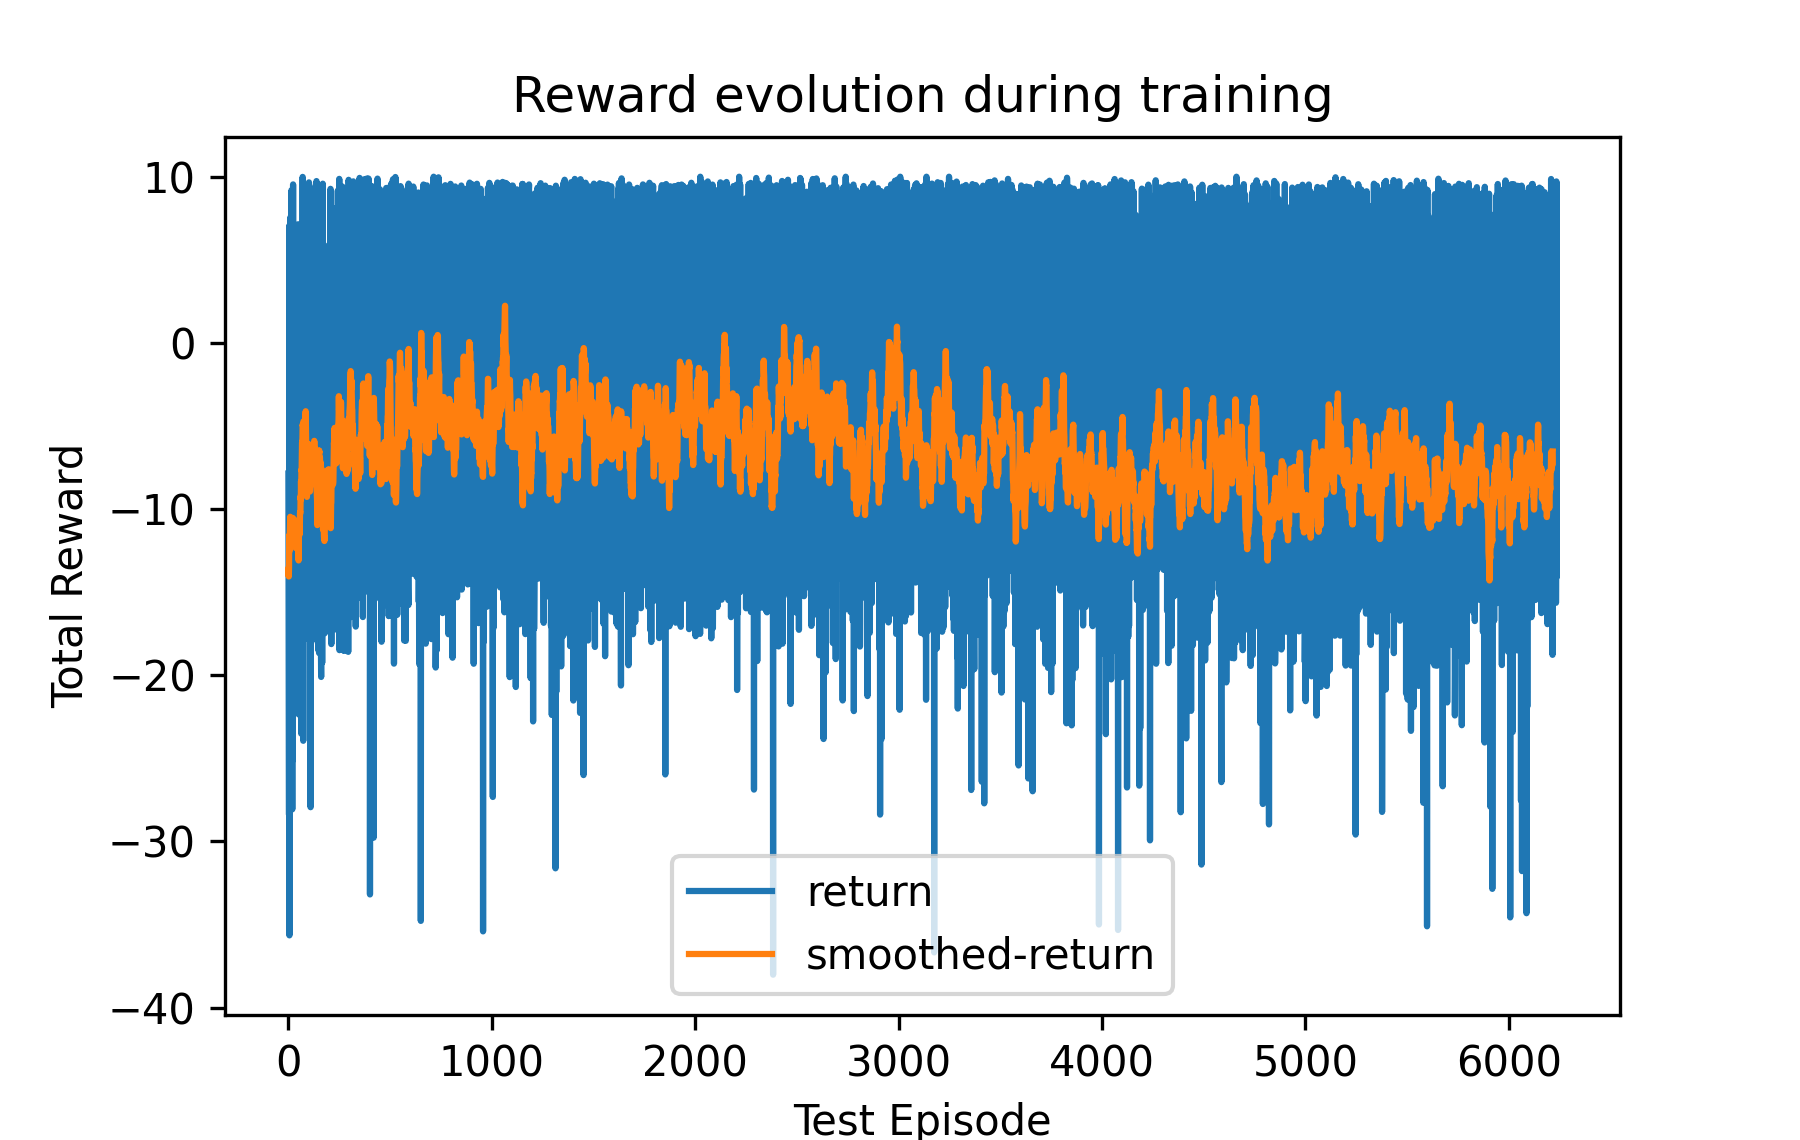 Reward evolution during training
10
0
−10
−20
−30
−40
Total Reward
return
smoothed-return
0 1000 2000 3000 4000 5000 6000
Test Episode